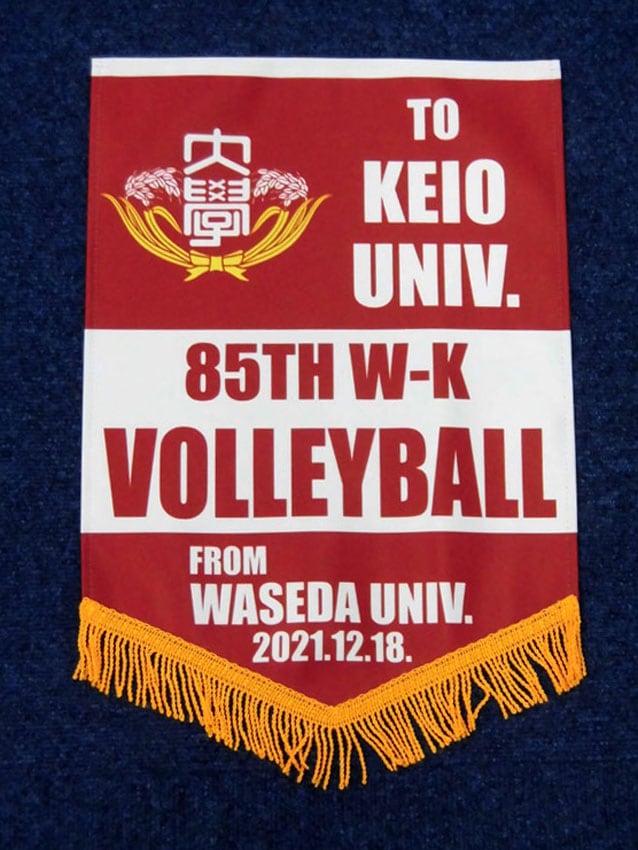 大學
TO
KEIO
UNIV.
85TH W-K
VOLLEYBALL
FROM
WASEDA UNIV.
2021.12.18.